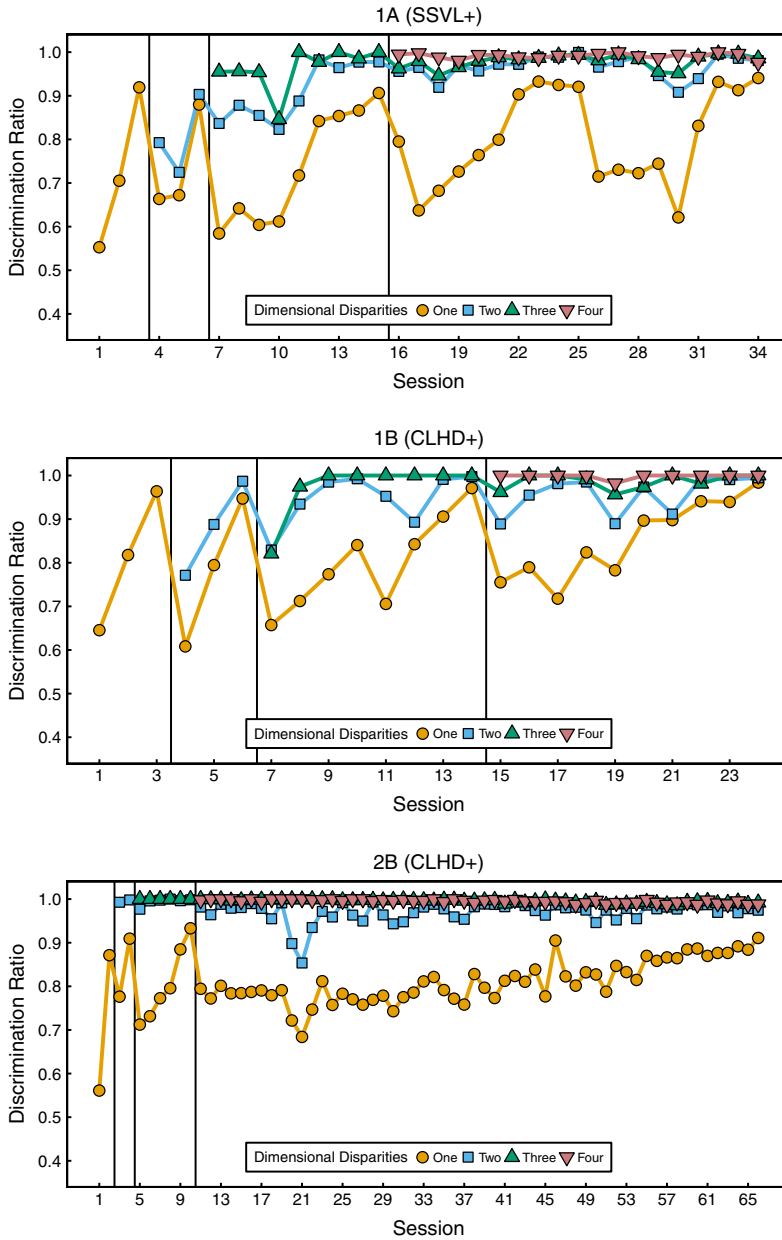 1A (SSVL+)
1.0
0.9
0.8
0.7
0.6
0.5
0.4
Discrimination Ratio
Dimensional Disparities One Two Three Four
1 4 7 10 13 16 19 22 25 28 31 34
Session
1B (CLHD+)
1.0
0.9
0.8
0.7
0.6
0.5
0.4
Discrimination Ratio
Dimensional Disparities One Two Three Four
1 3 5 7 9 11 13 15 17 19 21 23
Session
2B (CLHD+)
1.0
0.9
0.8
0.7
0.6
0.5
0.4
Discrimination Ratio
Dimensional Disparities One Two Three Four
1 5 9 13 17 21 25 29 33 37 41 45 49 53 57 61 65
Session